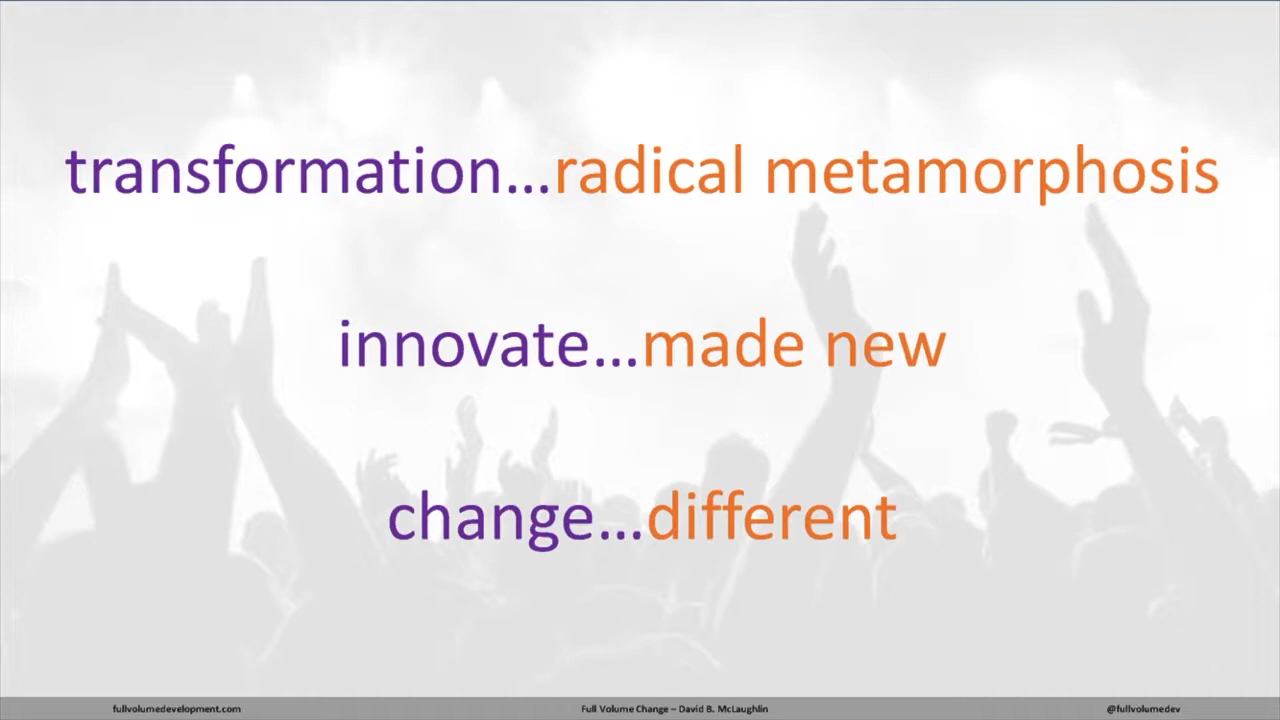 transformation...radical metamorphosis
innovate...made new
change...different
fullvolumedevelopment.com
Full Volume Change – David B. McLaughlin
@fullvolumedev